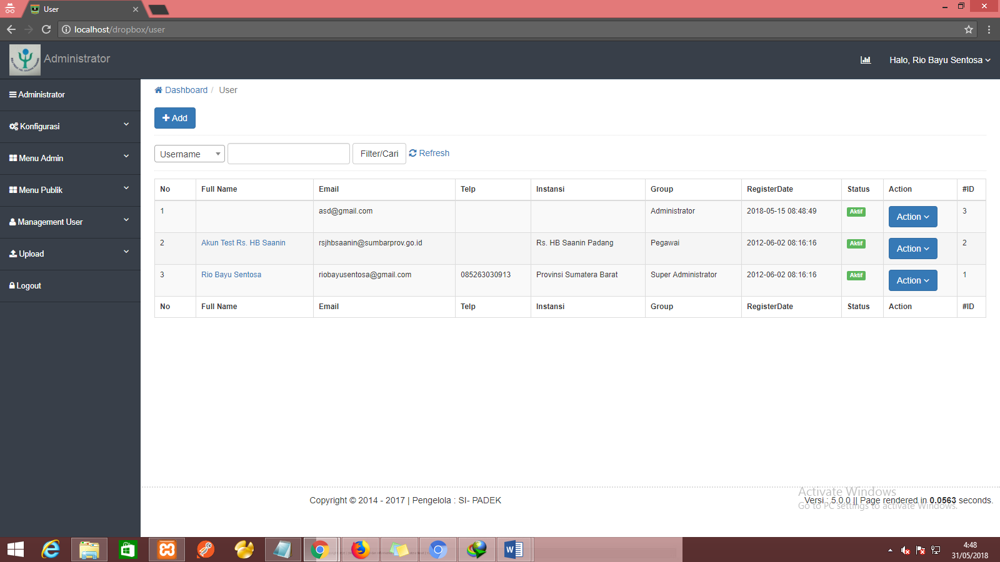 User
localhost/dropbox/user
Administrator
Halo, Rio Bayu Sentosa
Administrator
Konfigurasi
Menu Admin
Menu Publik
Management User
Upload
Logout
Dashboard / User
Add
Username Filter/Cari Refresh
No Full Name Email Telp Instansi Group RegisterDate Status Action #ID
1 asd@gmail.com Administrator 2018-05-15 08:48:49 Aktif Action 3
2 Akun Test Rs. HB Saanin rsjhbsaanin@sumbarprov.go.id Rs. HB Saanin Padang Pegawai 2012-06-02 08:16:16 Aktif Action 2
3 Rio Bayu Sentosa riobayusentosa@gmail.com 085263030913 Provinsi Sumatera Barat Super Administrator 2012-06-02 08:16:16 Aktif Action 1
No Full Name Email Telp Instansi Group RegisterDate Status Action #ID
Activate Windows
Go to PC settings to activate Windows.
Copyright © 2014 - 2017 | Pengelola : SI- PADEK
Versi : 5.0.0 || Page rendered in 0.0563 seconds.
4:48
31/05/2018